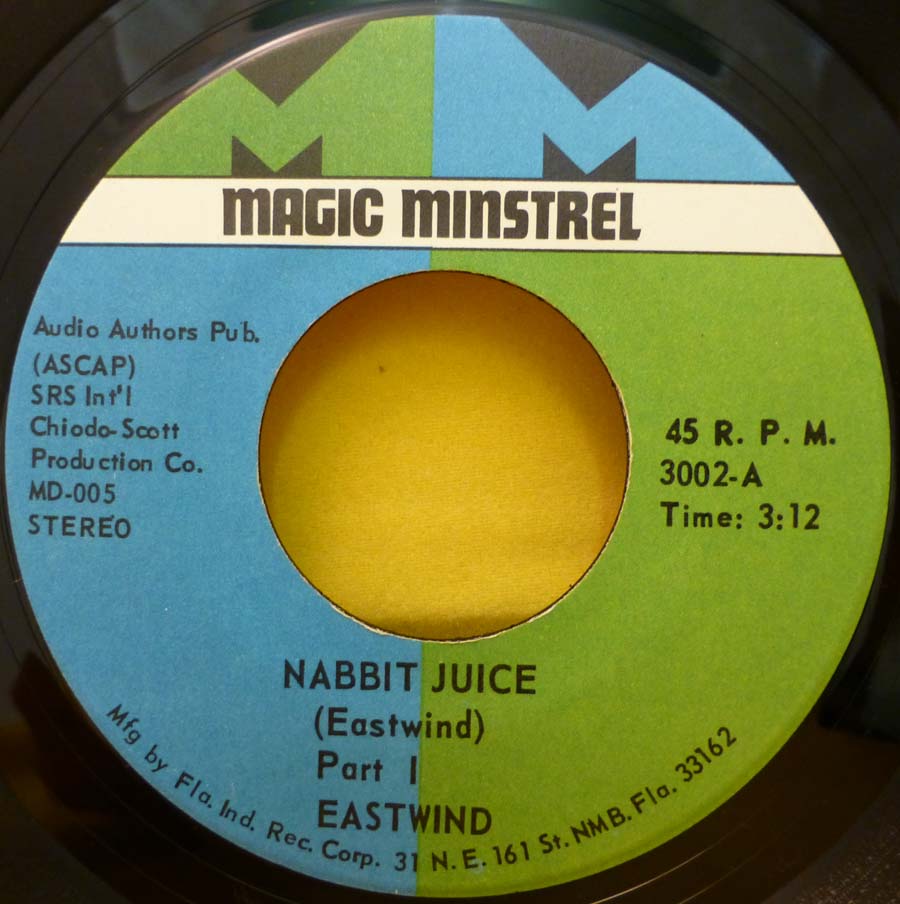 MAGIC MINSTREL
Audio Authors Pub.
(ASCAP)
SRS Int'l
Chiodo-Scott
Production Co.
MD-005
STEREO
45 R. P. M.
3002-A
Time: 3:12
NABBIT JUICE
(Eastwind)
Part I
EASTWIND
Mfg by Fla. Ind. Rec. Corp. 31 N. E. 161 St. NMB. Fla. 33162